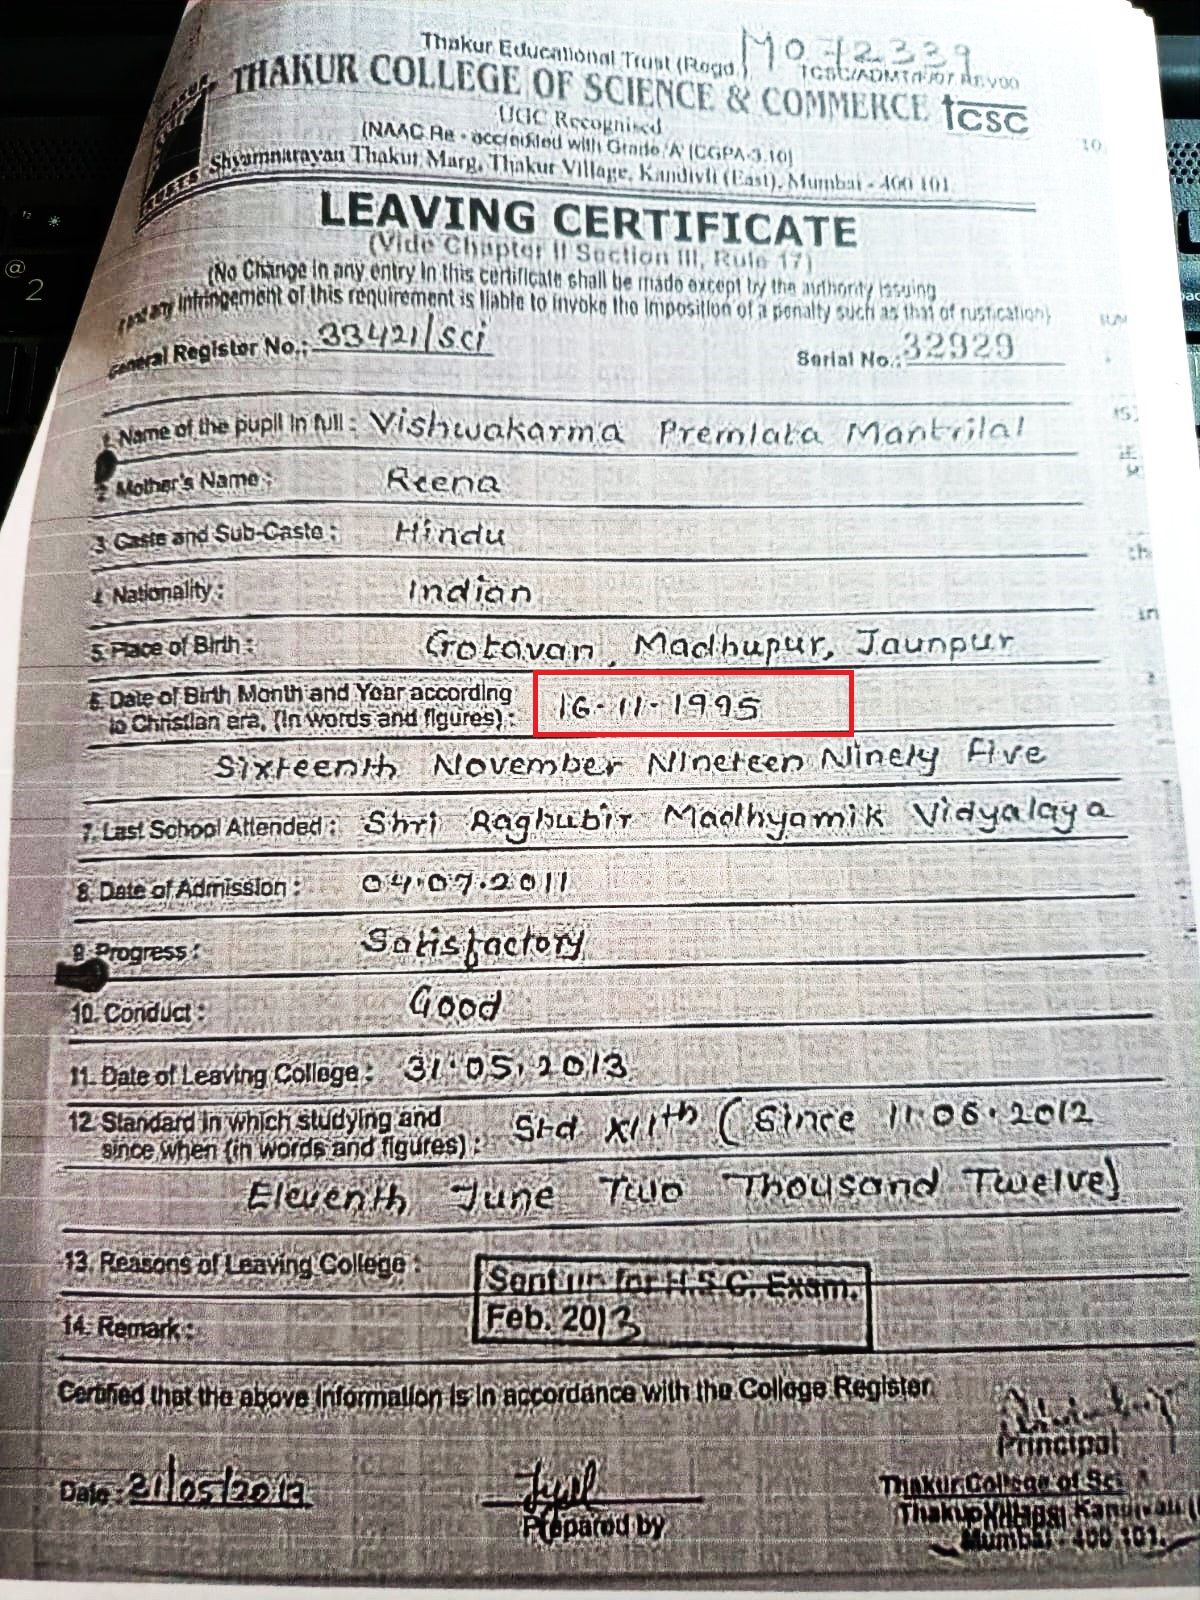 Thakur Educational Trust (Regd.)
M0 72339
TCSC/ADMT/F/07 REV00
THAKUR COLLEGE OF SCIENCE & COMMERCE
tcsc
UGC Recognised
(NAAC Re - accredited with Grade 'A' [CGPA-3.10]
Shyamnarayan Thakur Marg, Thakur Village, Kandivli (East), Mumbai - 400 101.
LEAVING CERTIFICATE
(Vide Chapter II Section III, Rule 17)
(No Change in any entry in this certificate shall be made except by the authority issuing
and any infringement of this requirement is liable to invoke the imposition of a penalty such as that of rustication)
General Register No.: 33421/sci Serial No.: 32929
1. Name of the pupil in full : Vishwakarma Premlata Mantrilal
2. Mother's Name : Reena
3. Caste and Sub-Caste : Hindu
4. Nationality : Indian
5. Place of Birth : Gotavan, Madhupur, Jaunpur
6. Date of Birth Month and Year according
to Christian era, (in words and figures) : 16-11-1995
Sixteenth November Nineteen Ninety Five
7. Last School Attended : Shri Raghubir Madhyamik Vidyalaya
8. Date of Admission : 04.07.2011
9. Progress : Satisfactory
10. Conduct : Good
11. Date of Leaving College : 31.05.2013
12. Standard in which studying and
since when (in words and figures) : Std XIIth (Since 11.06.2012
Eleventh June Two Thousand Twelve)
13. Reasons of Leaving College : Sent up for H.S.C. Exam.
Feb. 2013
14. Remark :
Certified that the above information is in accordance with the College Register
Principal
Date : 31/05/2013
Prepared by
Thakur College of Sci
Thakur Village, Kandivali (
Mumbai - 400 101.